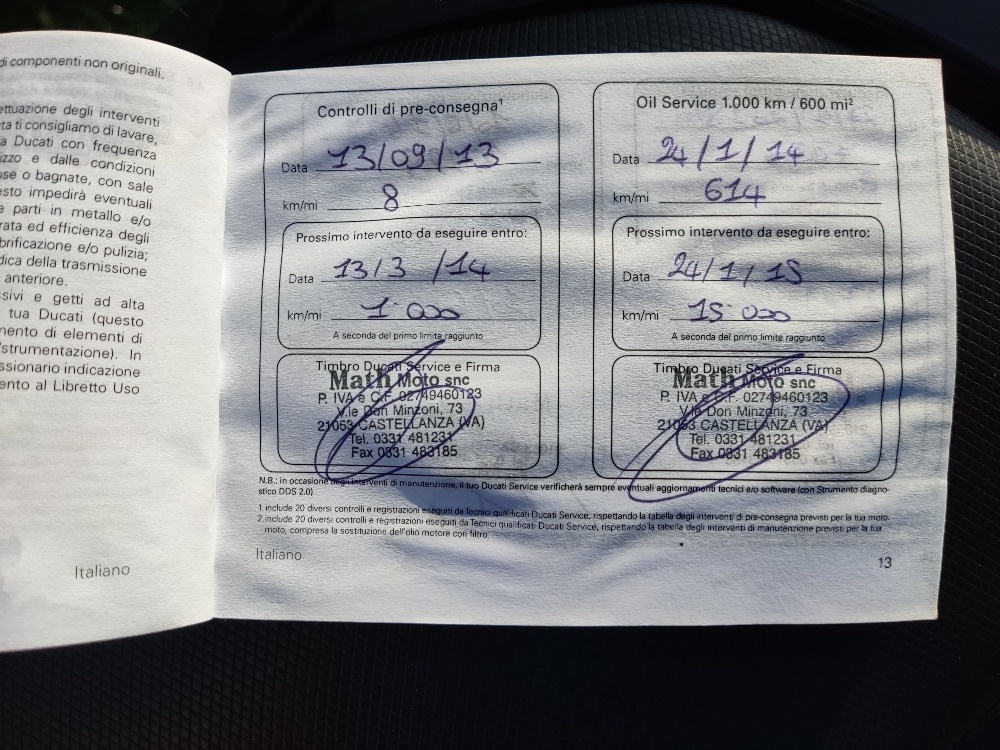 di componenti non originali.
ettuazione degli interventi
ta ti consigliamo di lavare,
a Ducati con frequenza
izzo e dalle condizioni
ose o bagnate, con sale
esto impedirà eventuali
e parti in metallo e/o
rata ed efficienza degli
brificazione e/o pulizia;
dica della trasmissione
anteriore.
sivi e getti ad alta
tua Ducati (questo
mento di elementi di
/strumentazione). In
ssionario indicazione
ento al Libretto Uso
Italiano
Controlli di pre-consegna¹
Data 13/09/13
km/mi 8
Prossimo intervento da eseguire entro:
Data 13/3 /14
km/mi 1·000
A seconda del primo limite raggiunto
Timbro Ducati Service e Firma
Math Moto snc
P. IVA e C.F. 02749460123
V.le Don Minzoni, 73
21053 CASTELLANZA (VA)
Tel. 0331 481231
Fax 0331 483185
Oil Service 1.000 km / 600 mi²
Data 24/1/14
km/mi 614
Prossimo intervento da eseguire entro:
Data 24/1/15
km/mi 15·000
A seconda del primo limite raggiunto
Timbro Ducati Service e Firma
Math Moto snc
P. IVA e C.F. 02749460123
V.le Don Minzoni, 73
21053 CASTELLANZA (VA)
Tel. 0331 481231
Fax 0331 483185
N.B.: in occasione degli interventi di manutenzione, il tuo Ducati Service verificherà sempre eventuali aggiornamenti tecnici e/o software (con Strumento diagno-
stico DDS 2.0)
1. include 20 diversi controlli e registrazioni eseguiti da Tecnici qualificati Ducati Service, rispettando la tabella degli interventi di pre-consegna previsti per la tua moto.
2. include 20 diversi controlli e registrazioni eseguiti da Tecnici qualificati Ducati Service, rispettando la tabella degli interventi di manutenzione previsti per la tua
moto, compresa la sostituzione dell'olio motore con filtro.
Italiano
13